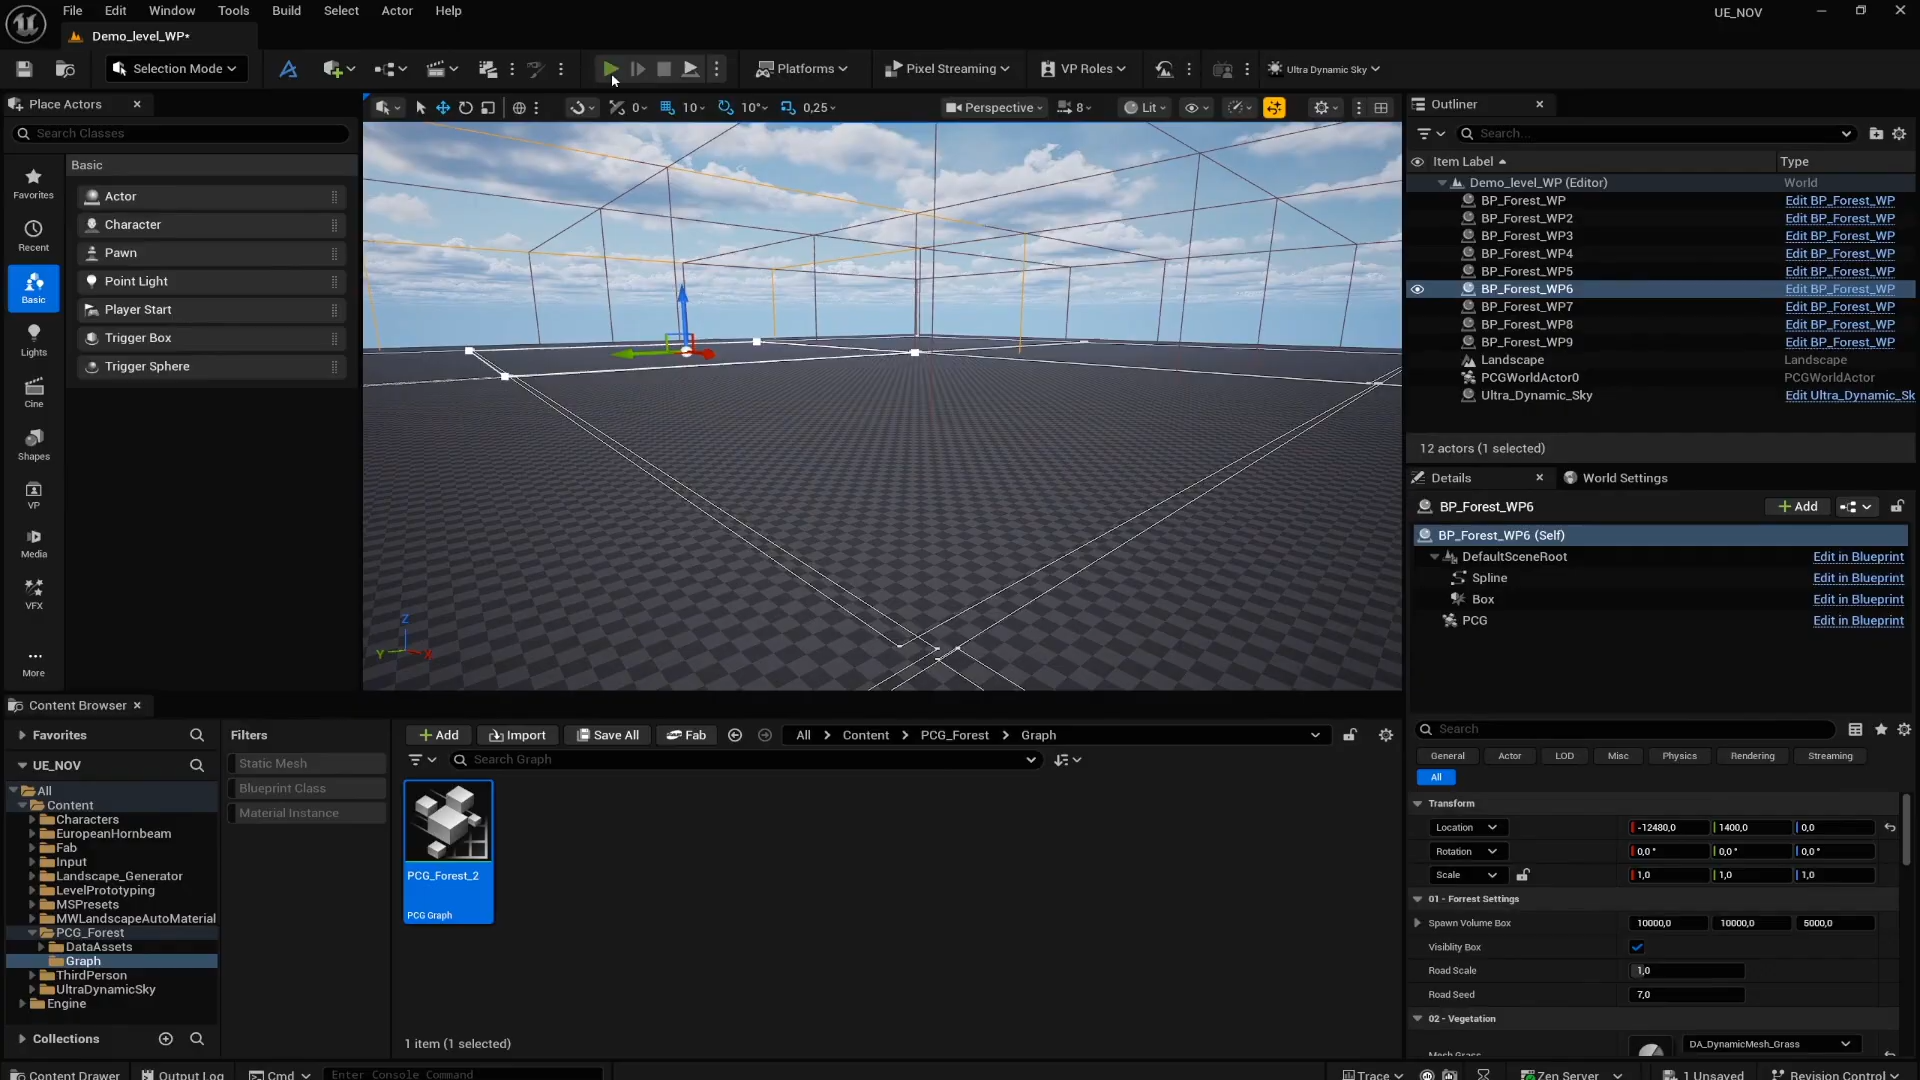 File Edit Window Tools Build Select Actor Help
UE_NOV
Demo_level_WP*
Selection Mode
Platforms
Pixel Streaming
VP Roles
Ultra Dynamic Sky
Place Actors
Search Classes
Favorites
Recent
Basic
Lights
Cine
Shapes
VP
Media
VFX
More
Basic
Actor
Character
Pawn
Point Light
Player Start
Trigger Box
Trigger Sphere
0
10
10°
0,25
Perspective
8
Lit
Z
Y
X
Outliner
Search...
Item Label Type
Demo_level_WP (Editor) World
BP_Forest_WP Edit BP_Forest_WP
BP_Forest_WP2 Edit BP_Forest_WP
BP_Forest_WP3 Edit BP_Forest_WP
BP_Forest_WP4 Edit BP_Forest_WP
BP_Forest_WP5 Edit BP_Forest_WP
BP_Forest_WP6 Edit BP_Forest_WP
BP_Forest_WP7 Edit BP_Forest_WP
BP_Forest_WP8 Edit BP_Forest_WP
BP_Forest_WP9 Edit BP_Forest_WP
Landscape Landscape
PCGWorldActor0 PCGWorldActor
Ultra_Dynamic_Sky Edit Ultra_Dynamic_Sk
12 actors (1 selected)
Details World Settings
BP_Forest_WP6
Add
BP_Forest_WP6 (Self)
DefaultSceneRoot Edit in Blueprint
Spline Edit in Blueprint
Box Edit in Blueprint
PCG Edit in Blueprint
Search
General Actor LOD Misc Physics Rendering Streaming
All
Transform
Location -12480,0 1400,0 0,0
Rotation 0,0 ° 0,0 ° 0,0 °
Scale 1,0 1,0 1,0
01 - Forrest Settings
Spawn Volume Box 10000,0 10000,0 5000,0
Visiblity Box
Road Scale 1,0
Road Seed 7,0
02 - Vegetation
Mesh Grass DA_DynamicMesh_Grass
Content Browser
Favorites
UE_NOV
All
Content
Characters
EuropeanHornbeam
Fab
Input
Landscape_Generator
LevelPrototyping
MSPresets
MWLandscapeAutoMaterial
PCG_Forest
DataAssets
Graph
ThirdPerson
UltraDynamicSky
Engine
Collections
Filters
Static Mesh
Blueprint Class
Material Instance
Add Import Save All Fab All Content PCG_Forest Graph
Search Graph
PCG_Forest_2
PCG Graph
1 item (1 selected)
Content Drawer Output Log Cmd Enter Console Command
Trace Zen Server 1 Unsaved Revision Control